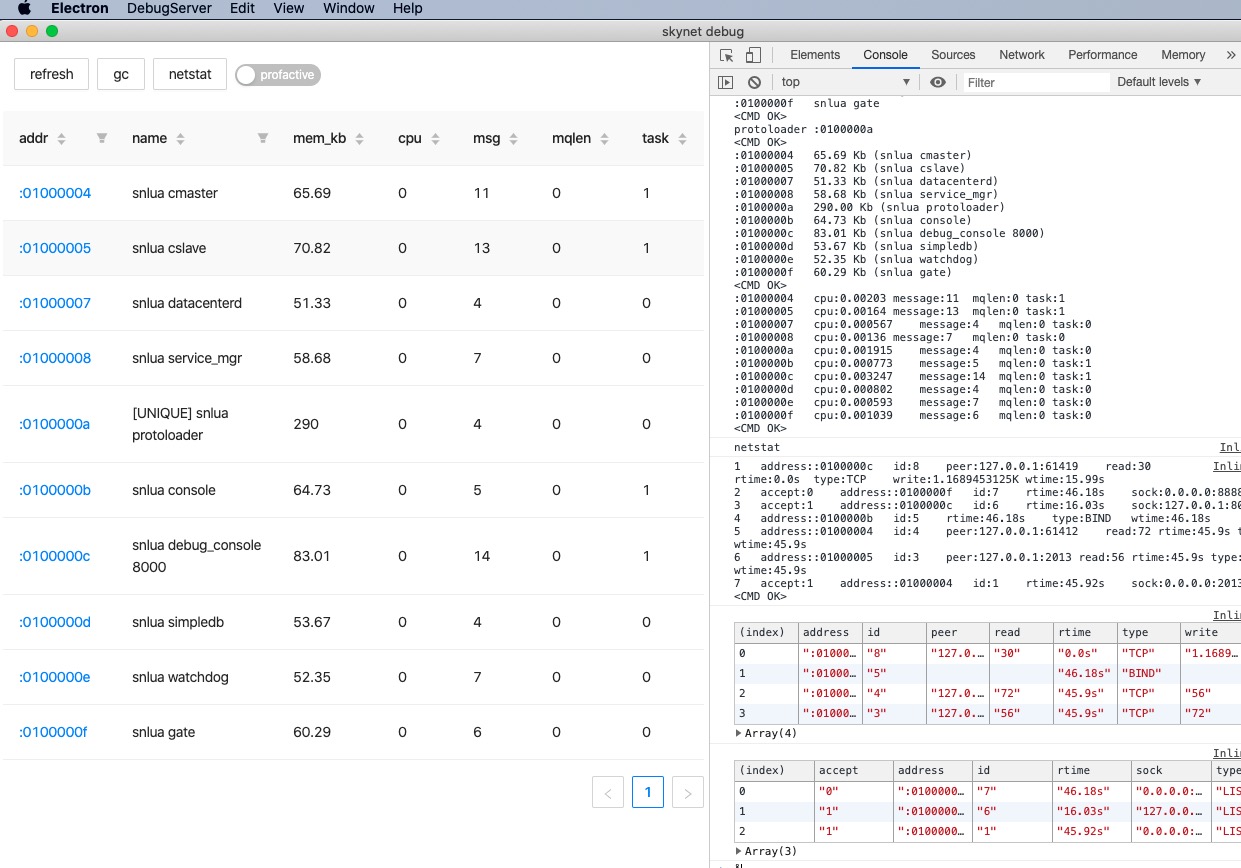 Electron DebugServer Edit View Window Help
skynet debug
refresh gc netstat profactive
addr name mem_kb cpu msg mqlen task
:01000004 snlua cmaster 65.69 0 11 0 1
:01000005 snlua cslave 70.82 0 13 0 1
:01000007 snlua datacenterd 51.33 0 4 0 0
:01000008 snlua service_mgr 58.68 0 7 0 0
:0100000a [UNIQUE] snlua protoloader 290 0 4 0 0
:0100000b snlua console 64.73 0 5 0 1
:0100000c snlua debug_console 8000 83.01 0 14 0 1
:0100000d snlua simpledb 53.67 0 4 0 0
:0100000e snlua watchdog 52.35 0 7 0 0
:0100000f snlua gate 60.29 0 6 0 0
< 1 >
Elements Console Sources Network Performance Memory »
top Filter Default levels
:0100000f snlua gate
<CMD OK>
protoloader :0100000a
<CMD OK>
:01000004 65.69 Kb (snlua cmaster)
:01000005 70.82 Kb (snlua cslave)
:01000007 51.33 Kb (snlua datacenterd)
:01000008 58.68 Kb (snlua service_mgr)
:0100000a 290.00 Kb (snlua protoloader)
:0100000b 64.73 Kb (snlua console)
:0100000c 83.01 Kb (snlua debug_console 8000)
:0100000d 53.67 Kb (snlua simpledb)
:0100000e 52.35 Kb (snlua watchdog)
:0100000f 60.29 Kb (snlua gate)
<CMD OK>
:01000004 cpu:0.00203 message:11 mqlen:0 task:1
:01000005 cpu:0.00164 message:13 mqlen:0 task:1
:01000007 cpu:0.000567 message:4 mqlen:0 task:0
:01000008 cpu:0.00136 message:7 mqlen:0 task:0
:0100000a cpu:0.001915 message:4 mqlen:0 task:0
:0100000b cpu:0.000773 message:5 mqlen:0 task:1
:0100000c cpu:0.003247 message:14 mqlen:0 task:1
:0100000d cpu:0.000802 message:4 mqlen:0 task:0
:0100000e cpu:0.000593 message:7 mqlen:0 task:0
:0100000f cpu:0.001039 message:6 mqlen:0 task:0
<CMD OK>
netstat Inl
1 address::0100000c id:8 peer:127.0.0.1:61419 read:30 Inli
rtime:0.0s type:TCP write:1.1689453125K wtime:15.99s
2 accept:0 address::0100000f id:7 rtime:46.18s sock:0.0.0.0:8888
3 accept:1 address::0100000c id:6 rtime:16.03s sock:127.0.0.1:80
4 address::0100000b id:5 rtime:46.18s type:BIND wtime:46.18s
5 address::01000004 id:4 peer:127.0.0.1:61412 read:72 rtime:45.9s t
wtime:45.9s
6 address::01000005 id:3 peer:127.0.0.1:2013 read:56 rtime:45.9s type:
wtime:45.9s
7 accept:1 address::01000004 id:1 rtime:45.92s sock:0.0.0.0:2013
<CMD OK>
Inli
(index) address id peer read rtime type write
0 ":01000… "8" "127.0.… "30" "0.0s" "TCP" "1.1689…
1 ":01000… "5" "46.18s" "BIND"
2 ":01000… "4" "127.0.… "72" "45.9s" "TCP" "56"
3 ":01000… "3" "127.0.… "56" "45.9s" "TCP" "72"
Array(4)
Inli
(index) accept address id rtime sock type
0 "0" ":0100000… "7" "46.18s" "0.0.0.0:… "LIS
1 "1" ":0100000… "6" "16.03s" "127.0.0.… "LIS
2 "1" ":0100000… "1" "45.92s" "0.0.0.0:… "LIS
Array(3)